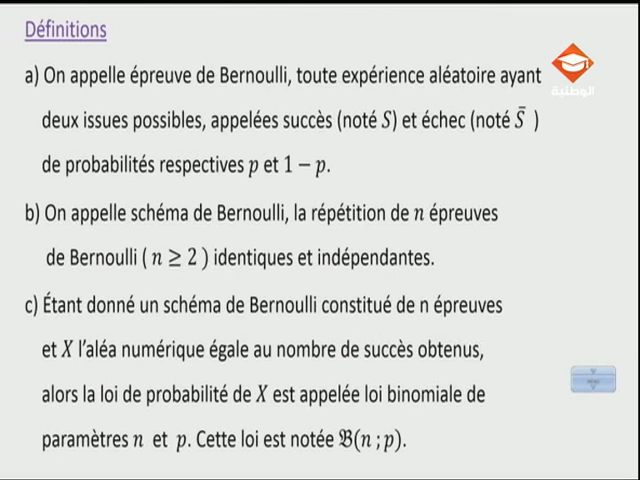 Définitions
a) On appelle épreuve de Bernoulli, toute expérience aléatoire ayant
deux issues possibles, appelées succès (noté S) et échec (noté S̄ )
de probabilités respectives p et 1 − p.
الوطنية
b) On appelle schéma de Bernoulli, la répétition de n épreuves
de Bernoulli ( n ≥ 2 ) identiques et indépendantes.
c) Étant donné un schéma de Bernoulli constitué de n épreuves
et X l'aléa numérique égale au nombre de succès obtenus,
alors la loi de probabilité de X est appelée loi binomiale de
paramètres n et p. Cette loi est notée 𝔅(n ; p).